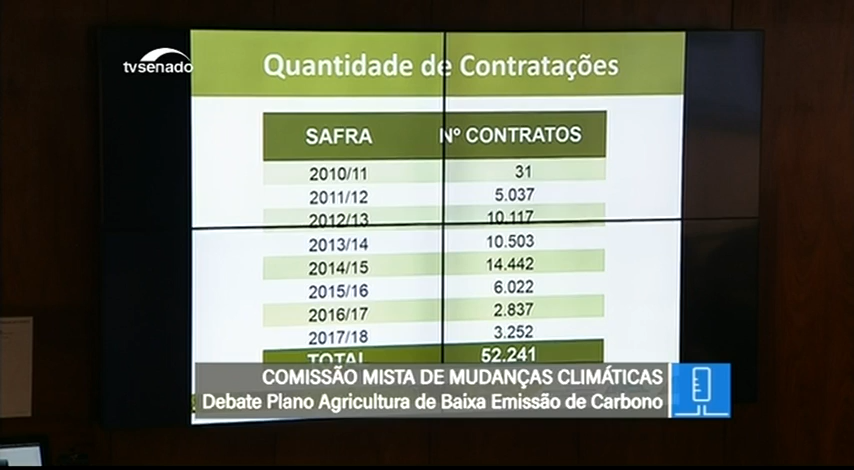 tvsenado
Quantidade de Contratações
SAFRA Nº CONTRATOS
2010/11 31
2011/12 5.037
2012/13 10.117
2013/14 10.503
2014/15 14.442
2015/16 6.022
2016/17 2.837
2017/18 3.252
TOTAL 52.241
COMISSÃO MISTA DE MUDANÇAS CLIMÁTICAS
Debate Plano Agricultura de Baixa Emissão de Carbono